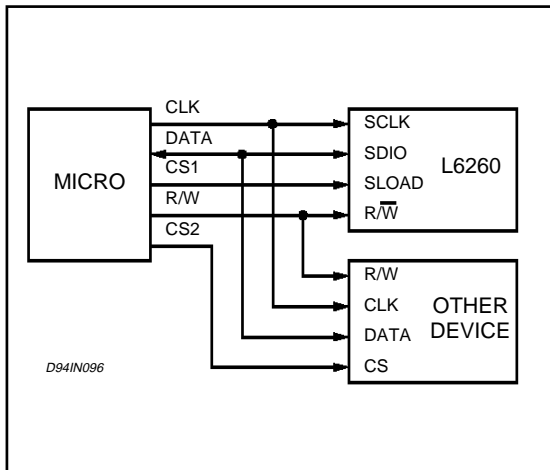 MICRO
D94IN096
CLK
DATA
CS1
R/W
CS2
SCLK
SDIO
SLOAD
R/W̅
L6260
R/W
CLK
DATA
CS
OTHER
DEVICE